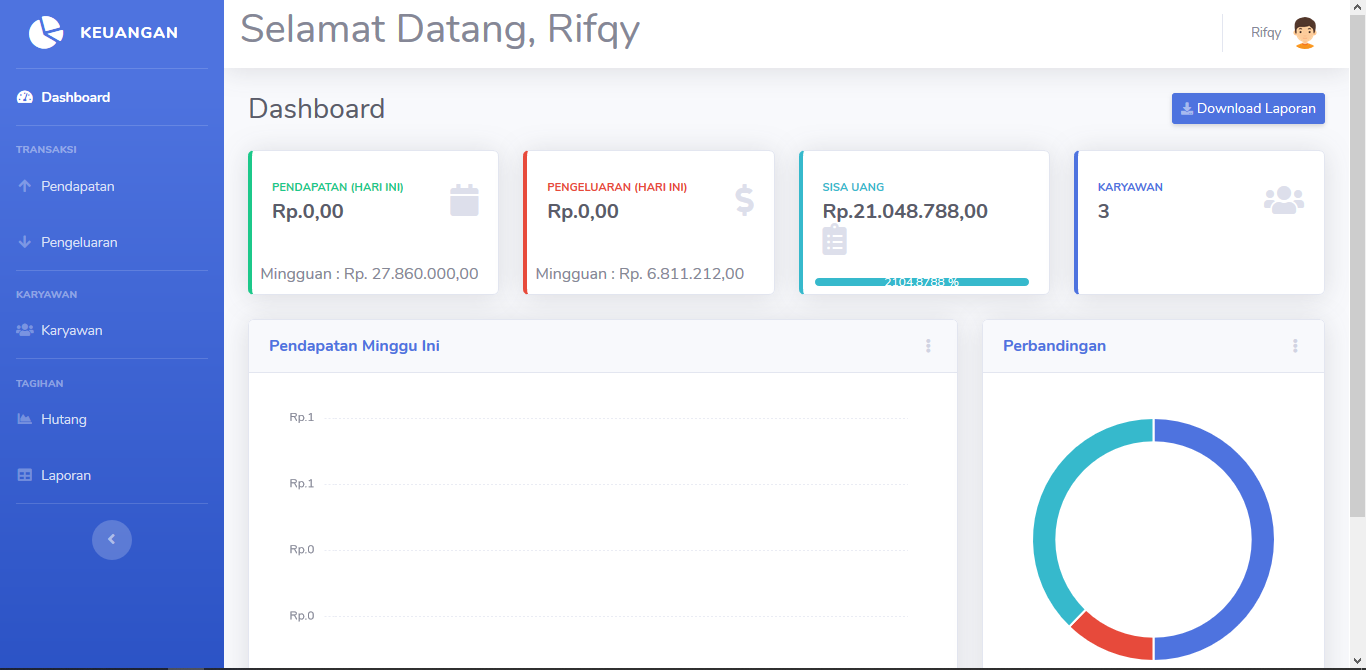 KEUANGAN
Selamat Datang, Rifqy
Rifqy
Dashboard
TRANSAKSI
Pendapatan
Pengeluaran
KARYAWAN
Karyawan
TAGIHAN
Hutang
Laporan
Dashboard
Download Laporan
PENDAPATAN (HARI INI)
Rp.0,00
Mingguan : Rp. 27.860.000,00
PENGELUARAN (HARI INI)
Rp.0,00
Mingguan : Rp. 6.811.212,00
SISA UANG
Rp.21.048.788,00
2104.8788 %
KARYAWAN
3
Pendapatan Minggu Ini
Rp.1
Rp.1
Rp.0
Rp.0
Perbandingan